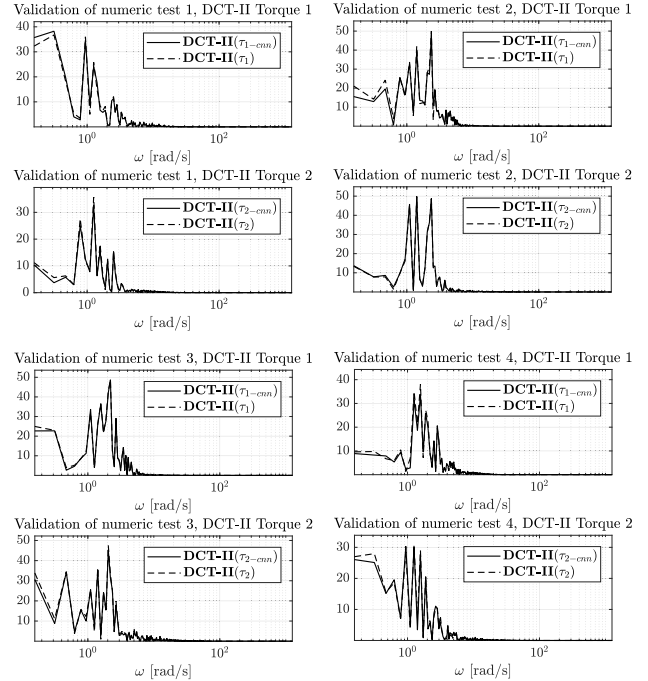 Validation of numeric test 1, DCT-II Torque 1
40
30
20
10
DCT-II(τ1−cnn)
DCT-II(τ1)
10^0
10^2
ω [rad/s]
Validation of numeric test 2, DCT-II Torque 1
50
40
30
20
10
DCT-II(τ1−cnn)
DCT-II(τ1)
10^0
10^2
ω [rad/s]
Validation of numeric test 1, DCT-II Torque 2
30
20
10
0
DCT-II(τ2−cnn)
DCT-II(τ2)
10^0
10^2
ω [rad/s]
Validation of numeric test 2, DCT-II Torque 2
50
40
30
20
10
0
DCT-II(τ2−cnn)
DCT-II(τ2)
10^0
10^2
ω [rad/s]
Validation of numeric test 3, DCT-II Torque 1
50
40
30
20
10
DCT-II(τ1−cnn)
DCT-II(τ1)
10^0
10^2
ω [rad/s]
Validation of numeric test 4, DCT-II Torque 1
40
30
20
10
0
DCT-II(τ1−cnn)
DCT-II(τ1)
10^0
10^2
ω [rad/s]
Validation of numeric test 3, DCT-II Torque 2
50
40
30
20
10
0
DCT-II(τ2−cnn)
DCT-II(τ2)
10^0
10^2
ω [rad/s]
Validation of numeric test 4, DCT-II Torque 2
30
20
10
DCT-II(τ2−cnn)
DCT-II(τ2)
10^0
10^2
ω [rad/s]